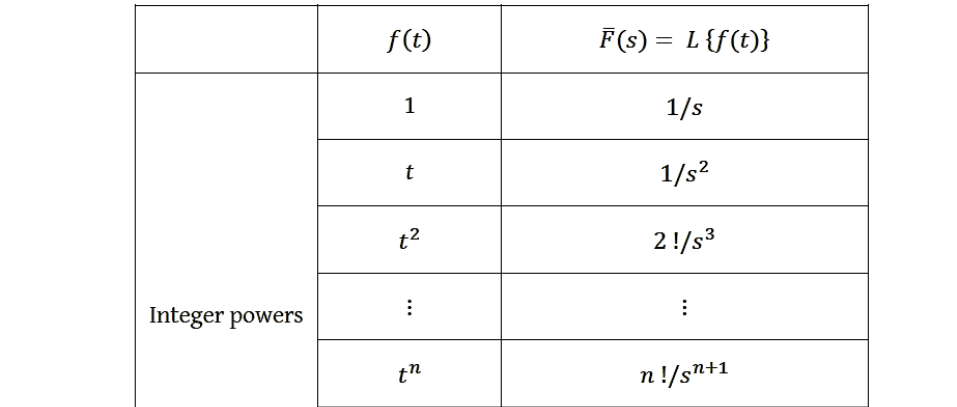 f(t) F̅(s) = L {f(t)}
1 1/s
t 1/s²
t² 2 !/s³
Integer powers ⋮ ⋮
tⁿ n !/sⁿ⁺¹